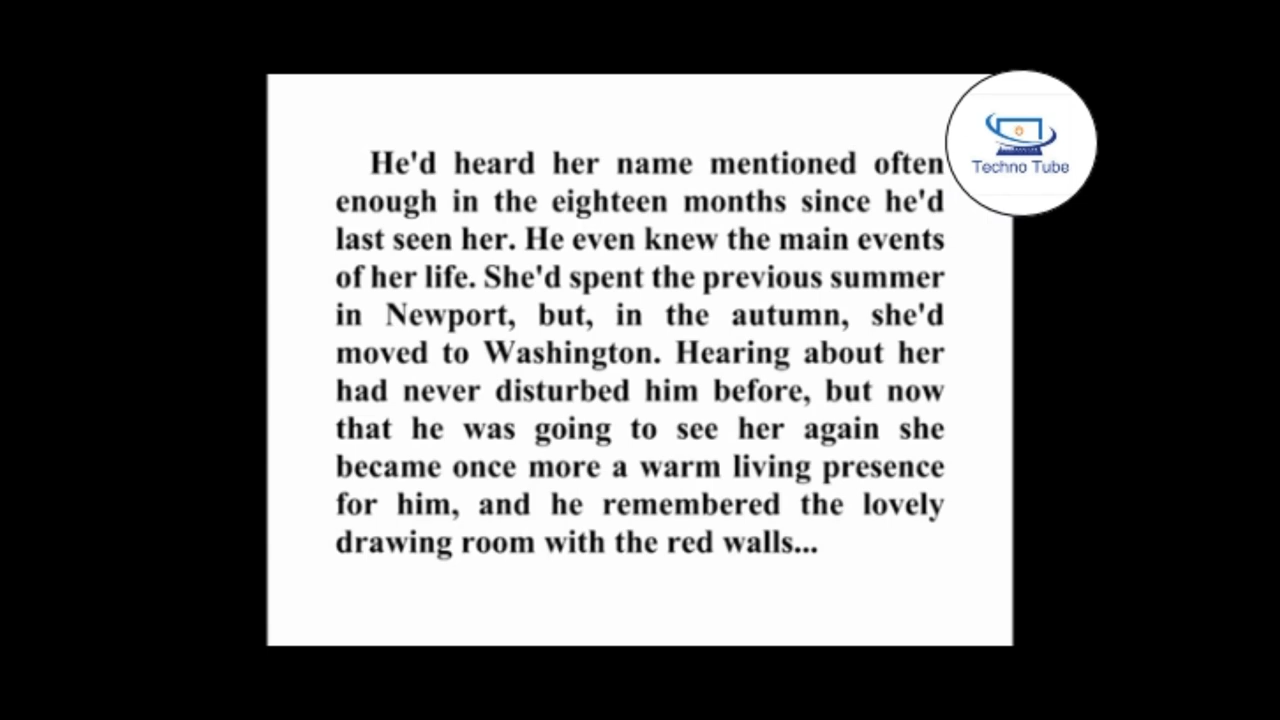 He'd heard her name mentioned often
enough in the eighteen months since he'd
last seen her. He even knew the main events
of her life. She'd spent the previous summer
in Newport, but, in the autumn, she'd
moved to Washington. Hearing about her
had never disturbed him before, but now
that he was going to see her again she
became once more a warm living presence
for him, and he remembered the lovely
drawing room with the red walls...
Techno Tube